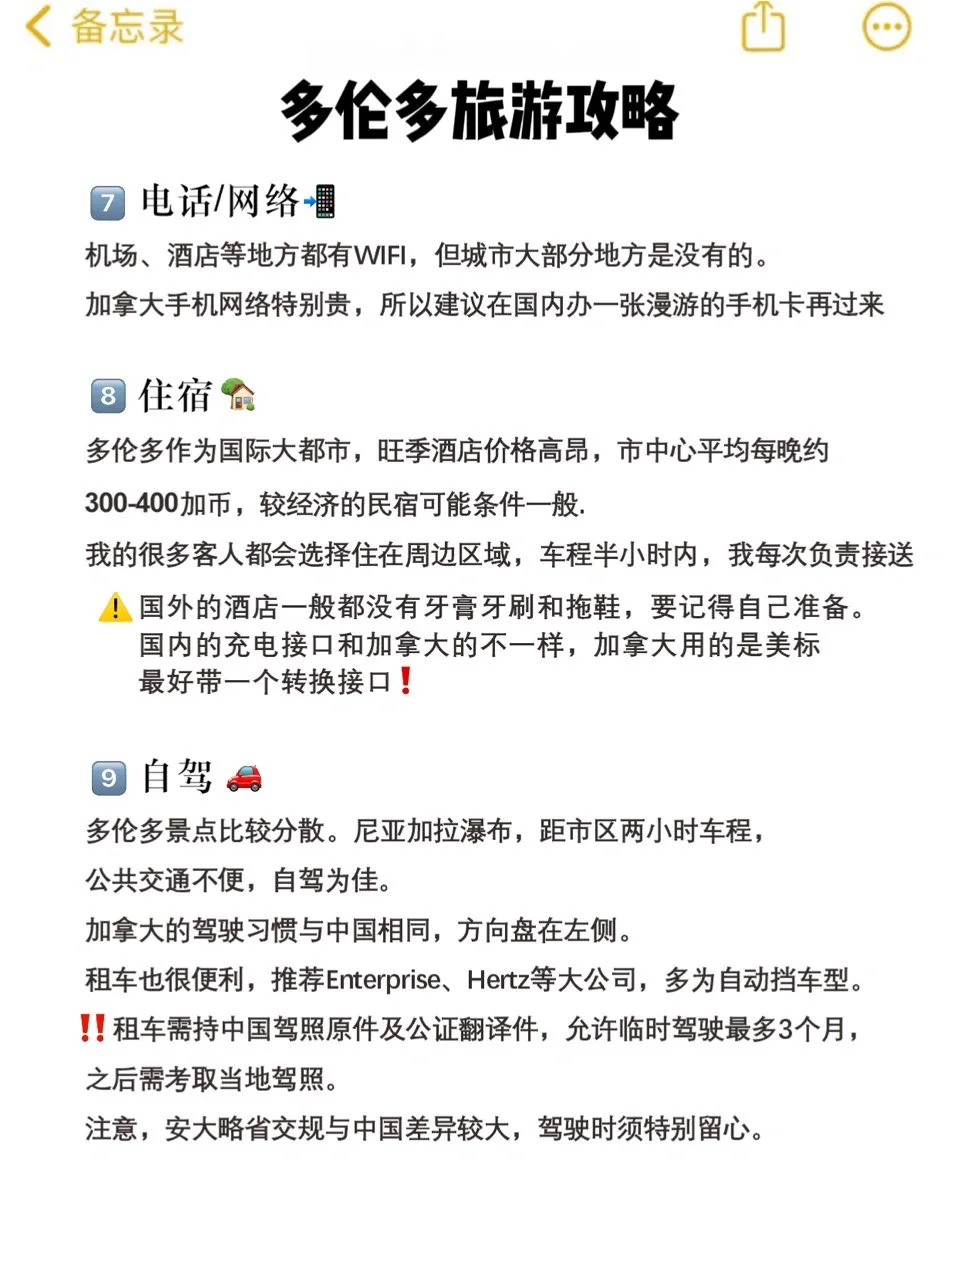 备忘录
多伦多旅游攻略
7 电话/网络
机场、酒店等地方都有WIFI，但城市大部分地方是没有的。
加拿大手机网络特别贵，所以建议在国内办一张漫游的手机卡再过来
8 住宿
多伦多作为国际大都市，旺季酒店价格高昂，市中心平均每晚约
300-400加币，较经济的民宿可能条件一般.
我的很多客人都会选择住在周边区域，车程半小时内，我每次负责接送
⚠️国外的酒店一般都没有牙膏牙刷和拖鞋，要记得自己准备。
国内的充电接口和加拿大的不一样，加拿大用的是美标
最好带一个转换接口❗
9 自驾
多伦多景点比较分散。尼亚加拉瀑布，距市区两小时车程，
公共交通不便，自驾为佳。
加拿大的驾驶习惯与中国相同，方向盘在左侧。
租车也很便利，推荐Enterprise、Hertz等大公司，多为自动挡车型。
‼️租车需持中国驾照原件及公证翻译件，允许临时驾驶最多3个月，
之后需考取当地驾照。
注意，安大略省交规与中国差异较大，驾驶时须特别留心。